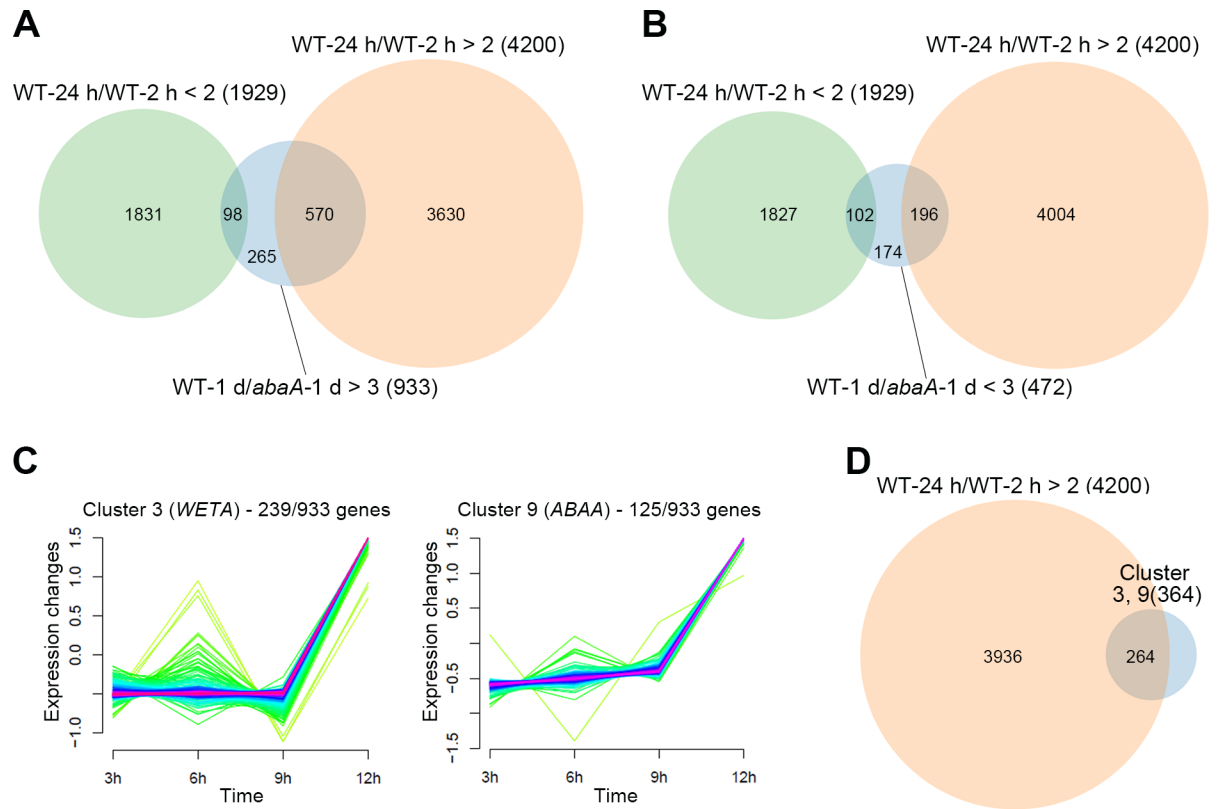 A
WT-24 h/WT-2 h > 2 (4200)
WT-24 h/WT-2 h < 2 (1929)
1831
98
570
3630
265
WT-1 d/abaA-1 d > 3 (933)
B
WT-24 h/WT-2 h > 2 (4200)
WT-24 h/WT-2 h < 2 (1929)
1827
102
196
4004
174
WT-1 d/abaA-1 d < 3 (472)
C
Cluster 3 (WETA) - 239/933 genes
Expression changes
1.5
1.0
0.5
0.0
−1.0
3h
6h
9h
12h
Time
Cluster 9 (ABAA) - 125/933 genes
Expression changes
1.5
0.5
−0.5
−1.5
3h
6h
9h
12h
Time
D
WT-24 h/WT-2 h > 2 (4200)
Cluster
3, 9(364)
3936
264